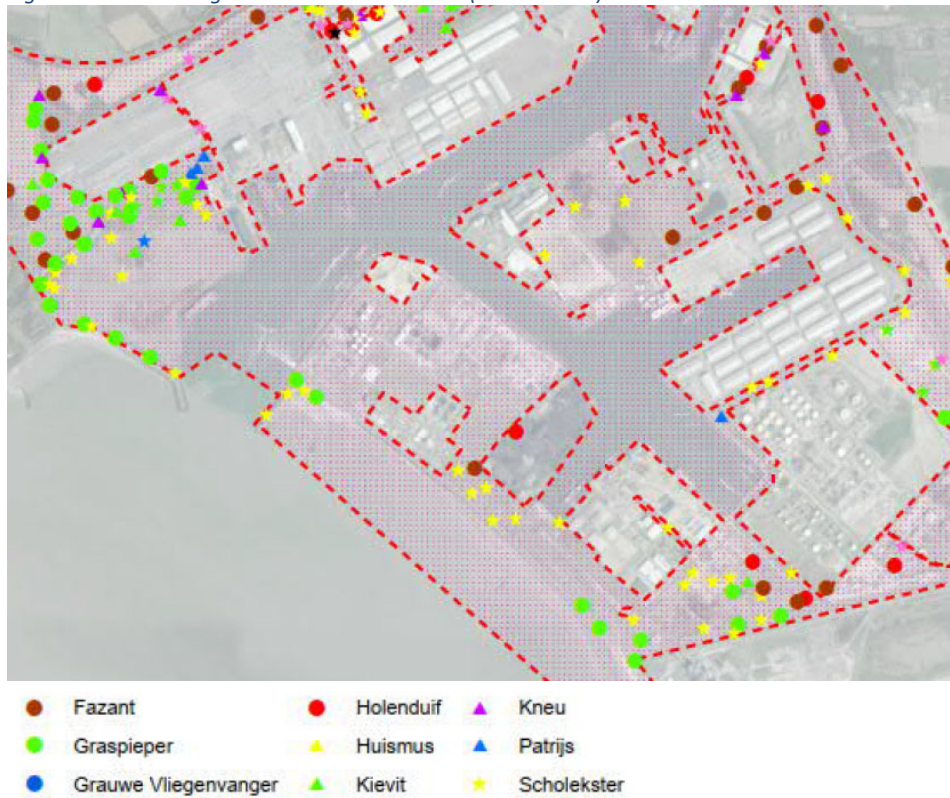 Fazant Holenduif Kneu
Graspieper Huismus Patrijs
Grauwe Vliegenvanger Kievit Scholekster